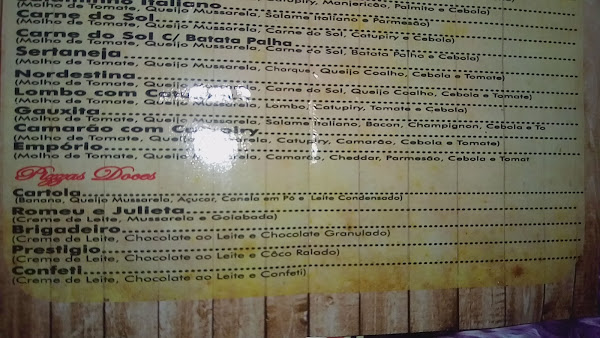 Italiano
(Molho de Tomate, Queijo Mussarela, Catupiry, Manjericão, Palmito e Cebola)
Carne do Sol
(Molho de Tomate, Queijo Mussarela, Carne do Sol, Catupiry e Cebola)
Carne do Sol C/ Batata Palha
(Molho de Tomate, Queijo Mussarela, Carne do Sol, Batata Palha e Cebola)
Sertaneja
(Molho de Tomate, Queijo Mussarela, Charque, Queijo Coalho, Cebola e Tomate)
Nordestina
(Molho de Tomate, Queijo Mussarela, Carne do Sol, Queijo Coalho, Cebola e Tomate)
Lombo com
(Molho de Tomate, Lombo, Catupiry, Tomate e Cebola)
Gauxita
(Molho de Tomate, Salame Italiano, Bacon, Champignon, Cebola e To
Camarão com
(Molho de Tomate, Catupiry, Camarão, Cebola e Tomate)
Empório
(Molho de Tomate, Queijo Mussarela, Camarão, Cheddar, Parmesão, Cebola e Tomat
Pizzas Doces
Cartola
(Banana, Queijo Mussarela, Açucar, Canela em Pó e Leite Condensado)
Romeu e Julieta
(Creme de Leite, Mussarela e Goiabada)
Brigadeiro
(Creme de Leite, Chocolate ao Leite e Chocolate Granulado)
Prestigio
(Creme de Leite, Chocolate ao Leite e Côco Ralado)
Confeti
(Creme de Leite, Chocolate ao Leite e Confeti)